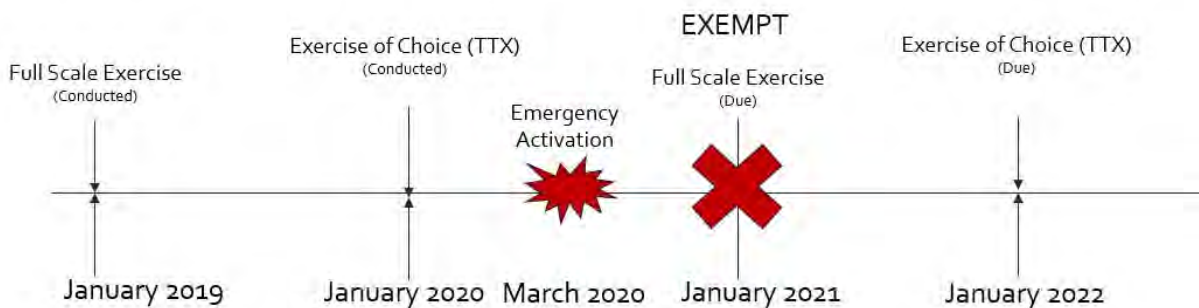 Full Scale Exercise
(Conducted)
Exercise of Choice (TTX)
(Conducted)
Emergency
Activation
EXEMPT
Full Scale Exercise
(Due)
Exercise of Choice (TTX)
(Due)
January 2019
January 2020
March 2020
January 2021
January 2022